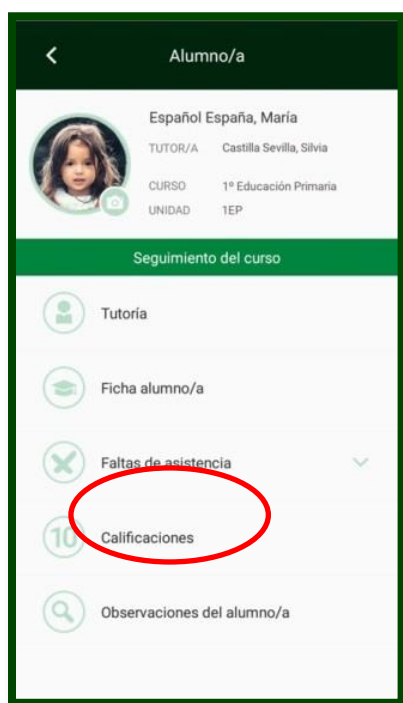 Alumno/a
Español España, María
TUTOR/A Castilla Sevilla, Silvia
CURSO 1º Educación Primaria
UNIDAD 1EP
Seguimiento del curso
Tutoría
Ficha alumno/a
Faltas de asistencia
10 Calificaciones
Observaciones del alumno/a